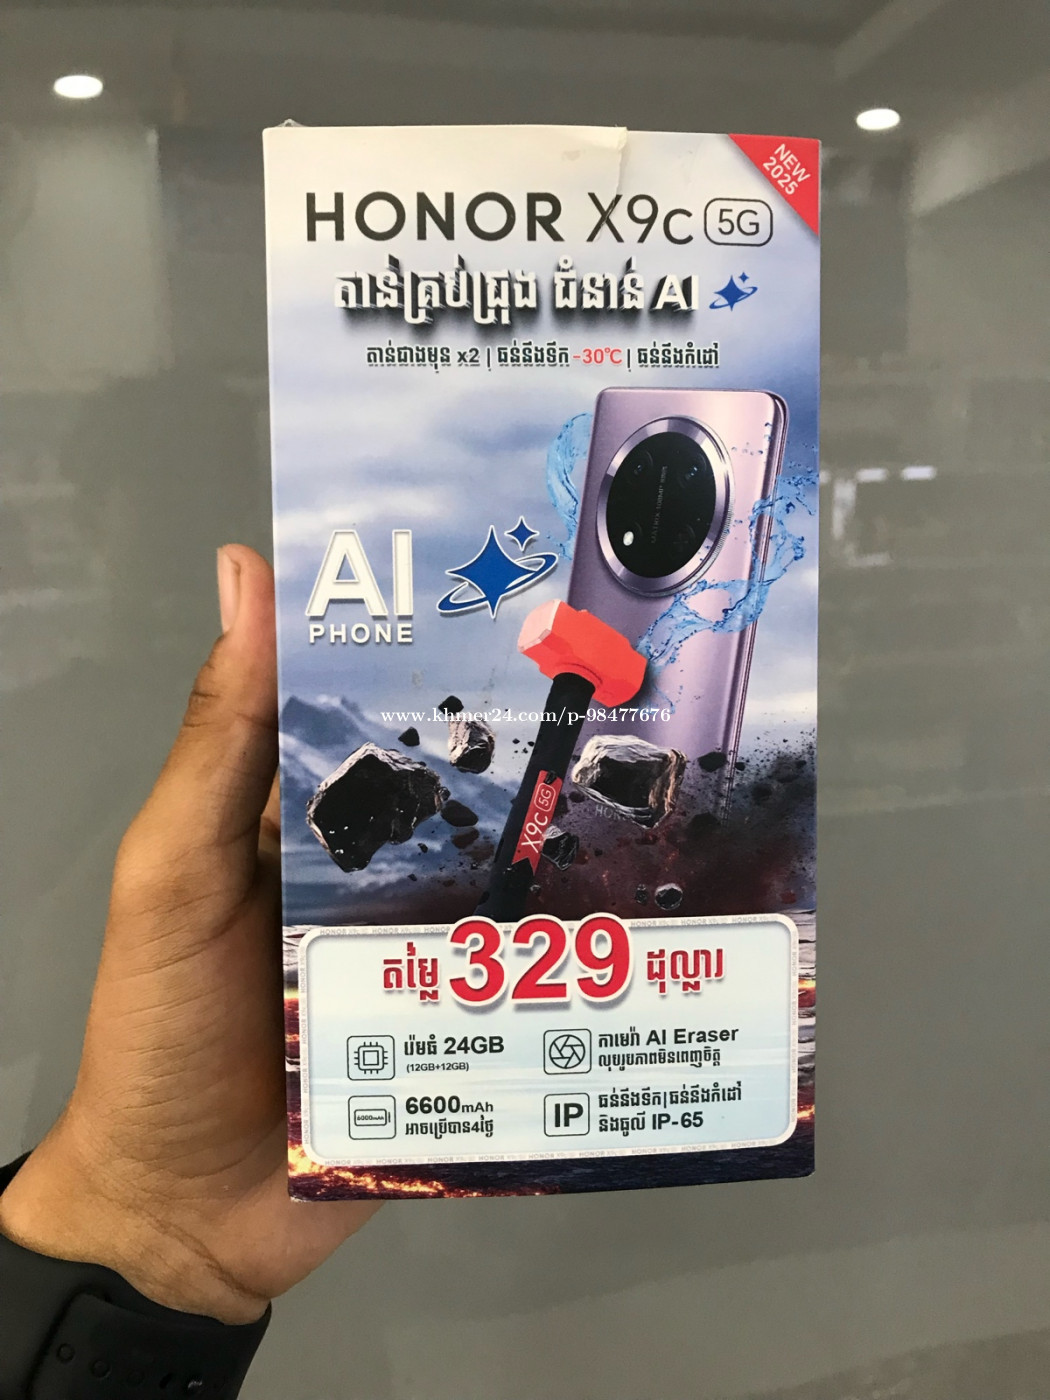 NEW
2025
HONOR X9c 5G
តាន់គ្រប់ជ្រុង ជំនាន់ AI
តាន់ជាងមុន x2 | ធន់នឹងទឹក -30℃ | ធន់នឹងកំដៅ
AI
PHONE
www.khmer24.com/p-98477676
X9c 5G
តម្លៃ 329 ដុល្លារ
រ៉េមធំ 24GB
(12GB+12GB)
កាមេរ៉ា AI Eraser
លុបរូបភាពមិនពេញចិត្ត
6600mAh
អាចប្រើបាន4ថ្ងៃ
IP
ធន់នឹងទឹក|ធន់នឹងកំដៅ
និងធូលី IP-65